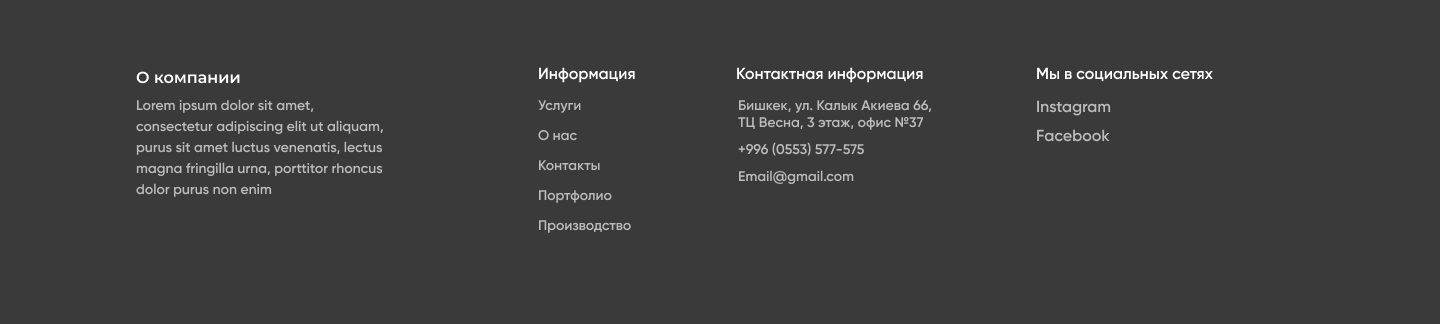 О компании
Lorem ipsum dolor sit amet,
consectetur adipiscing elit ut aliquam,
purus sit amet luctus venenatis, lectus
magna fringilla urna, porttitor rhoncus
dolor purus non enim
Информация
Услуги
О нас
Контакты
Портфолио
Производство
Контактная информация
Бишкек, ул. Калык Акиева 66,
ТЦ Весна, 3 этаж, офис №37
+996 (0553) 577-575
Email@gmail.com
Мы в социальных сетях
Instagram
Facebook